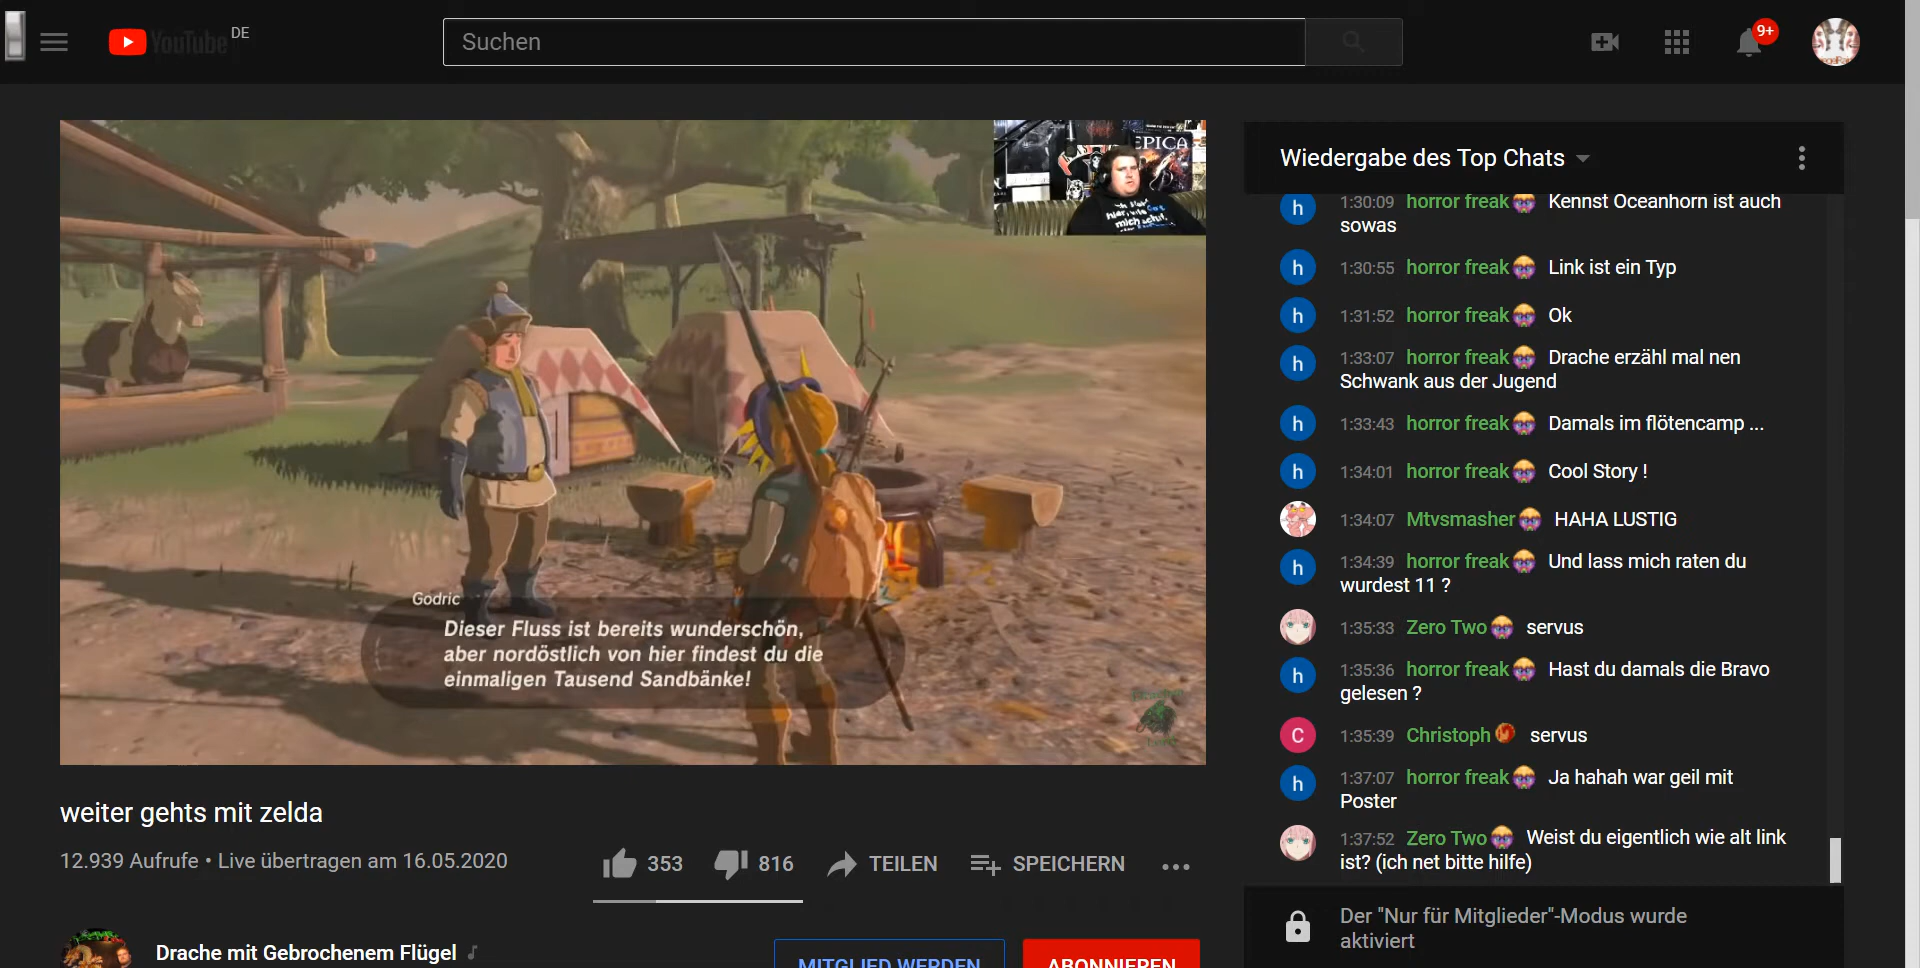 YouTube DE
Suchen
9+
EPICA
Godric
Dieser Fluss ist bereits wunderschön,
aber nordöstlich von hier findest du die
einmaligen Tausend Sandbänke!
weiter gehts mit zelda
12.939 Aufrufe • Live übertragen am 16.05.2020
353
816
TEILEN
SPEICHERN
Drache mit Gebrochenem Flügel
MITGLIED WERDEN
ABONNIEREN
Wiedergabe des Top Chats
h
1:30:09 horror freak Kennst Oceanhorn ist auch
sowas
h
1:30:55 horror freak Link ist ein Typ
h
1:31:52 horror freak Ok
h
1:33:07 horror freak Drache erzähl mal nen
Schwank aus der Jugend
h
1:33:43 horror freak Damals im flötencamp ...
h
1:34:01 horror freak Cool Story !
1:34:07 Mtvsmasher HAHA LUSTIG
h
1:34:39 horror freak Und lass mich raten du
wurdest 11 ?
1:35:33 Zero Two servus
h
1:35:36 horror freak Hast du damals die Bravo
gelesen ?
C
1:35:39 Christoph servus
h
1:37:07 horror freak Ja hahah war geil mit
Poster
1:37:52 Zero Two Weist du eigentlich wie alt link
ist? (ich net bitte hilfe)
Der "Nur für Mitglieder"-Modus wurde
aktiviert